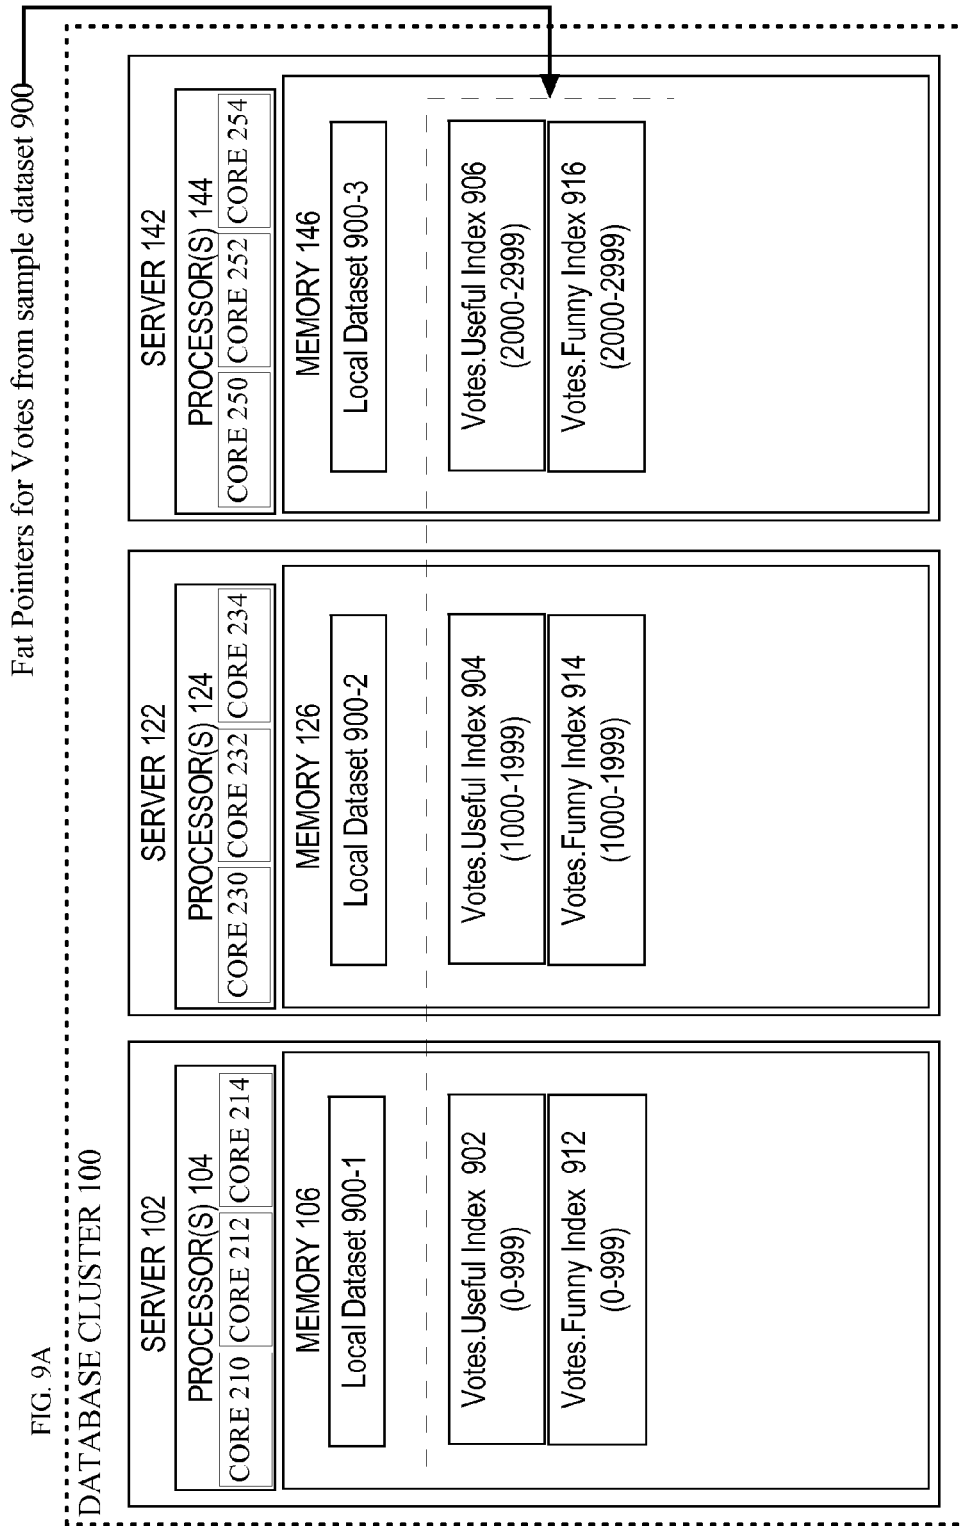 FIG. 9A
Fat Pointers for Votes from sample dataset 900
DATABASE CLUSTER 100
SERVER 102
PROCESSOR(S) 104
CORE 210 CORE 212 CORE 214
MEMORY 106
Local Dataset 900-1
Votes.Useful Index 902
(0-999)
Votes.Funny Index 912
(0-999)
SERVER 122
PROCESSOR(S) 124
CORE 230 CORE 232 CORE 234
MEMORY 126
Local Dataset 900-2
Votes.Useful Index 904
(1000-1999)
Votes.Funny Index 914
(1000-1999)
SERVER 142
PROCESSOR(S) 144
CORE 250 CORE 252 CORE 254
MEMORY 146
Local Dataset 900-3
Votes.Useful Index 906
(2000-2999)
Votes.Funny Index 916
(2000-2999)